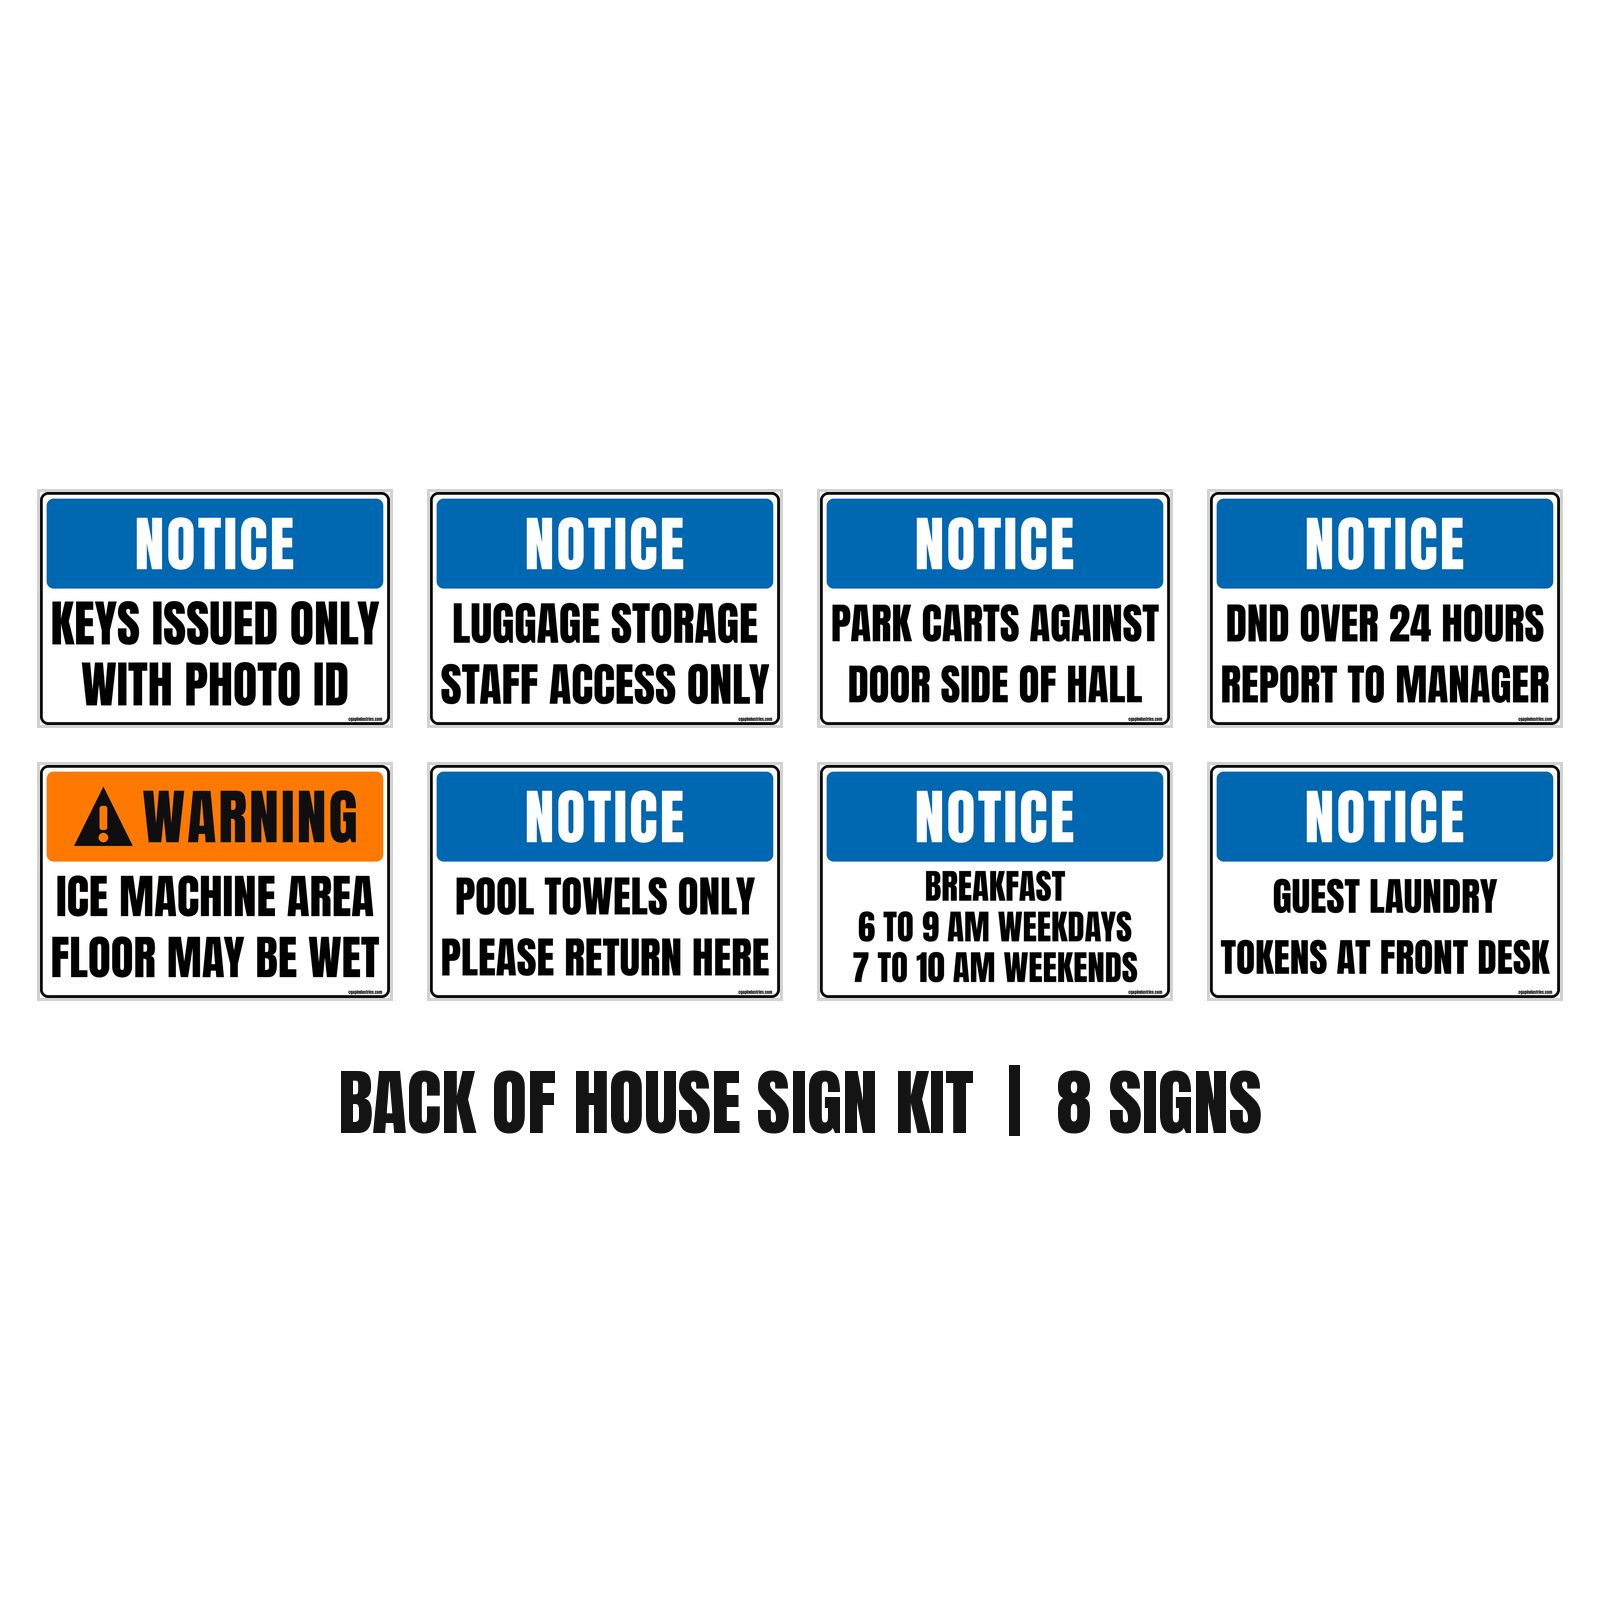 NOTICE
KEYS ISSUED ONLY
WITH PHOTO ID
NOTICE
LUGGAGE STORAGE
STAFF ACCESS ONLY
NOTICE
PARK CARTS AGAINST
DOOR SIDE OF HALL
NOTICE
DND OVER 24 HOURS
REPORT TO MANAGER
WARNING
ICE MACHINE AREA
FLOOR MAY BE WET
NOTICE
POOL TOWELS ONLY
PLEASE RETURN HERE
NOTICE
BREAKFAST
6 TO 9 AM WEEKDAYS
7 TO 10 AM WEEKENDS
NOTICE
GUEST LAUNDRY
TOKENS AT FRONT DESK
BACK OF HOUSE SIGN KIT | 8 SIGNS